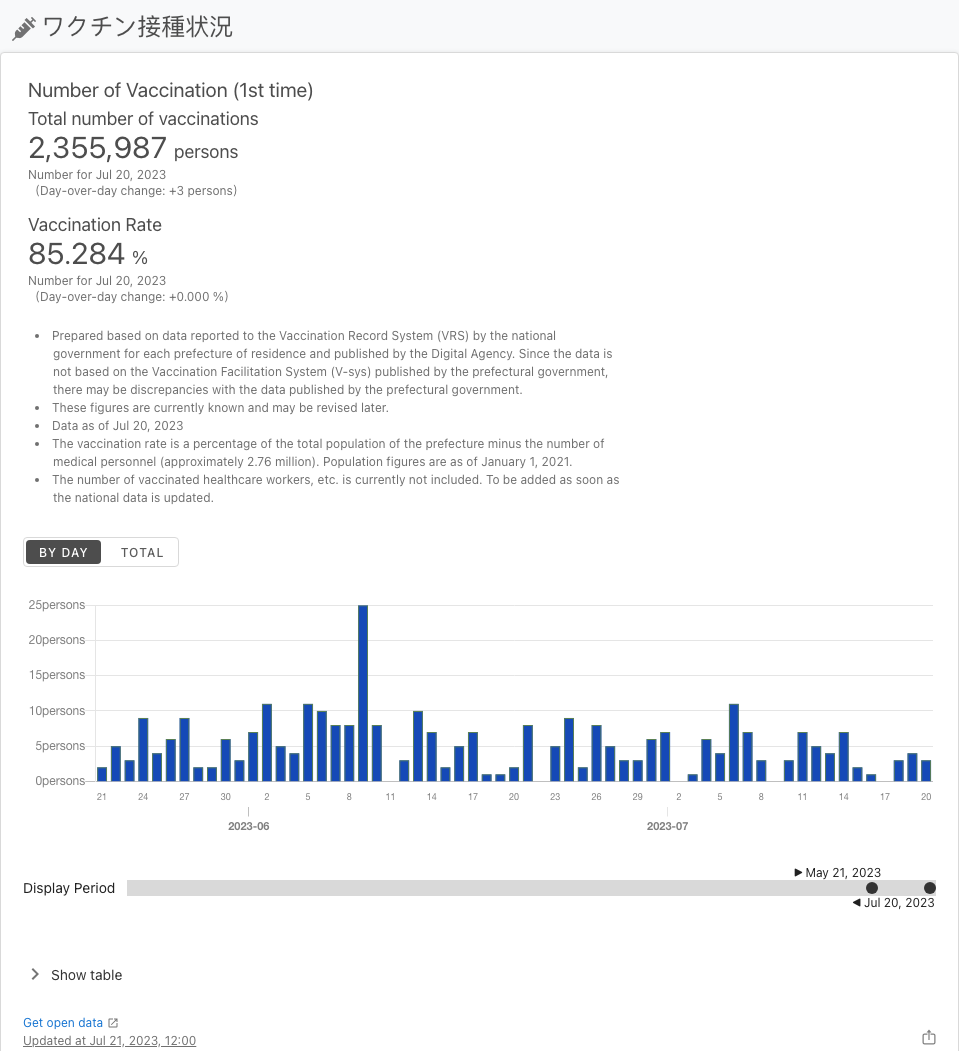 ワクチン接種状況
Number of Vaccination (1st time)
Total number of vaccinations
2,355,987 persons
Number for Jul 20, 2023
(Day-over-day change: +3 persons)
Vaccination Rate
85.284 %
Number for Jul 20, 2023
(Day-over-day change: +0.000 %)
• Prepared based on data reported to the Vaccination Record System (VRS) by the national
government for each prefecture of residence and published by the Digital Agency. Since the data is
not based on the Vaccination Facilitation System (V-sys) published by the prefectural government,
there may be discrepancies with the data published by the prefectural government.
• These figures are currently known and may be revised later.
• Data as of Jul 20, 2023
• The vaccination rate is a percentage of the total population of the prefecture minus the number of
medical personnel (approximately 2.76 million). Population figures are as of January 1, 2021.
• The number of vaccinated healthcare workers, etc. is currently not included. To be added as soon as
the national data is updated.
BY DAY TOTAL
25persons
20persons
15persons
10persons
5persons
0persons
21 24 27 30 2 5 8 11 14 17 20 23 26 29 2 5 8 11 14 17 20
2023-06 2023-07
May 21, 2023
Display Period
Jul 20, 2023
Show table
Get open data
Updated at Jul 21, 2023, 12:00